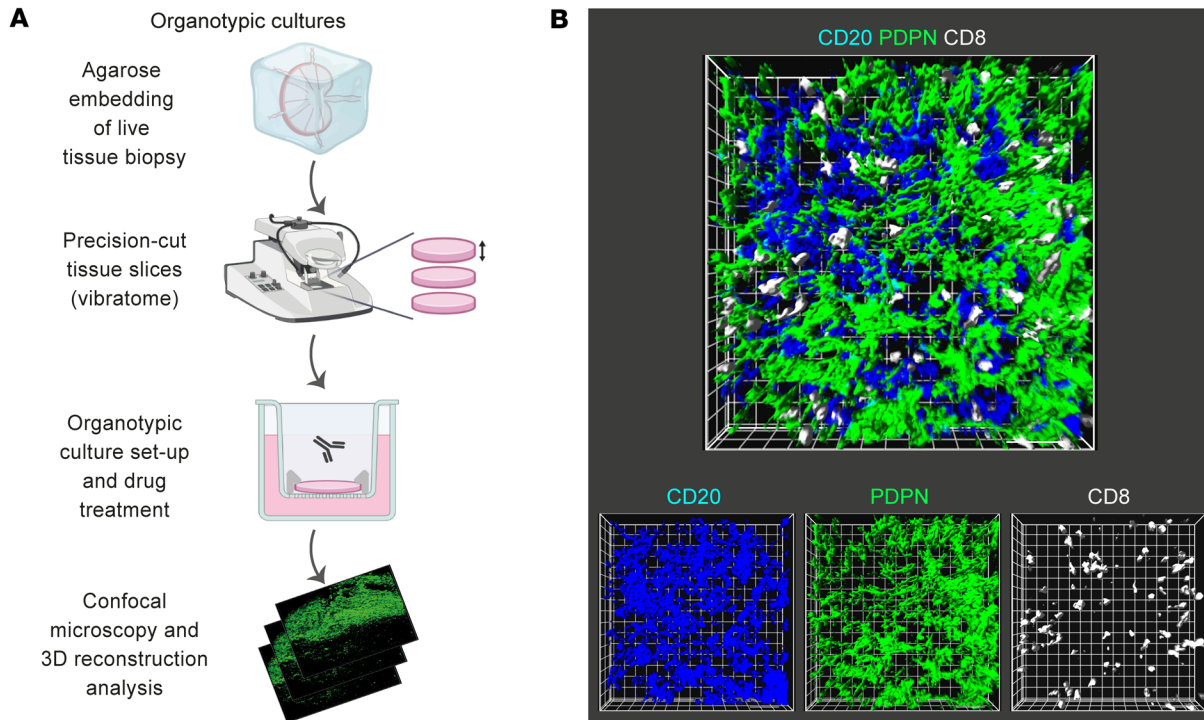 A
Organotypic cultures
Agarose
embedding
of live
tissue biopsy
Precision-cut
tissue slices
(vibratome)
Organotypic
culture set-up
and drug
treatment
Confocal
microscopy and
3D reconstruction
analysis
B
CD20 PDPN CD8
CD20
PDPN
CD8